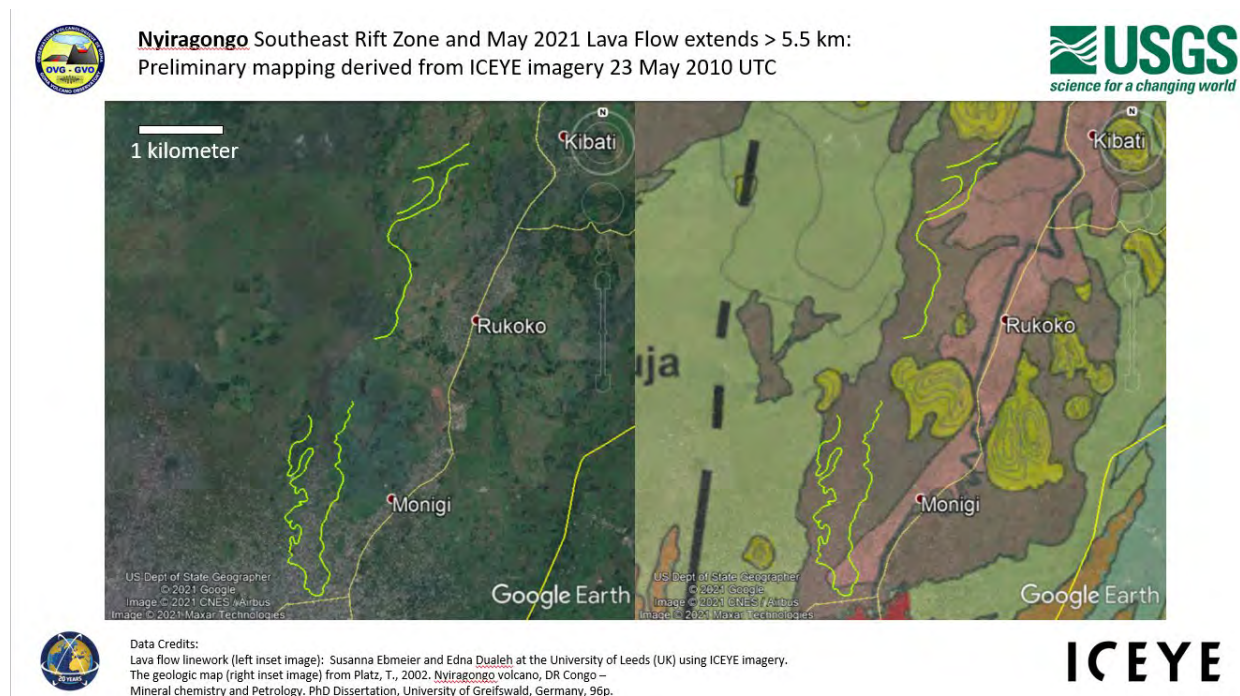 Nyiragongo Southeast Rift Zone and May 2021 Lava Flow extends > 5.5 km:
Preliminary mapping derived from ICEYE imagery 23 May 2010 UTC
OVG - GVO
USGS
science for a changing world
1 kilometer
N
Kibati
Rukoko
Monigi
US Dept of State Geographer
© 2021 Google
Image © 2021 CNES / Airbus
Image © 2021 Maxar Technologies
Google Earth
N
Kibati
Rukoko
uja
Monigi
US Dept of State Geographer
© 2021 Google
Image © 2021 CNES / Airbus
Image © 2021 Maxar Technologies
Google Earth
20 YEARS
Data Credits:
Lava flow linework (left inset image): Susanna Ebmeier and Edna Dualeh at the University of Leeds (UK) using ICEYE imagery.
The geologic map (right inset image) from Platz, T., 2002. Nyiragongo volcano, DR Congo –
Mineral chemistry and Petrology. PhD Dissertation, University of Greifswald, Germany, 96p.
ICEYE